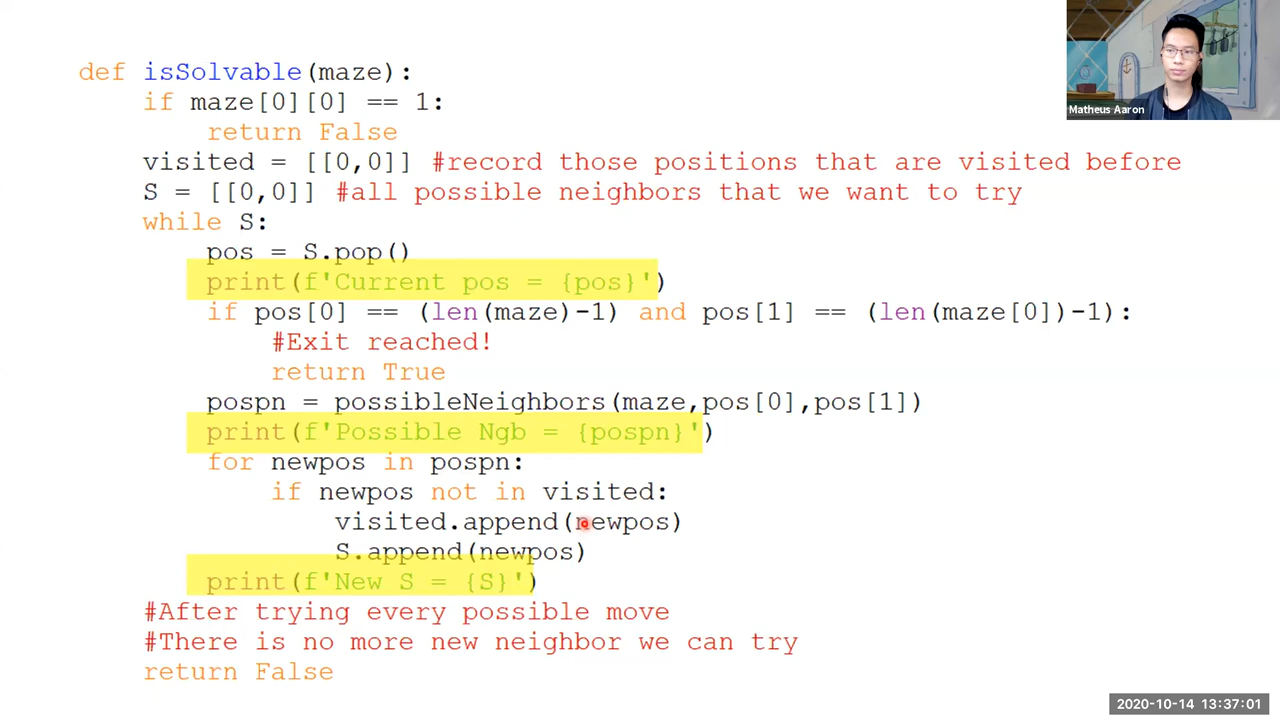 def isSolvable(maze):
    if maze[0][0] == 1:
        return False
    visited = [[0,0]] #record those positions that are visited before
    S = [[0,0]] #all possible neighbors that we want to try
    while S:
        pos = S.pop()
        print(f'Current pos = {pos}')
        if pos[0] == (len(maze)-1) and pos[1] == (len(maze[0])-1):
            #Exit reached!
            return True
        pospn = possibleNeighbors(maze,pos[0],pos[1])
        print(f'Possible Ngb = {pospn}')
        for newpos in pospn:
            if newpos not in visited:
                visited.append(newpos)
                S.append(newpos)
        print(f'New S = {S}')
    #After trying every possible move
    #There is no more new neighbor we can try
    return False
Matheus Aaron
2020-10-14 13:37:01